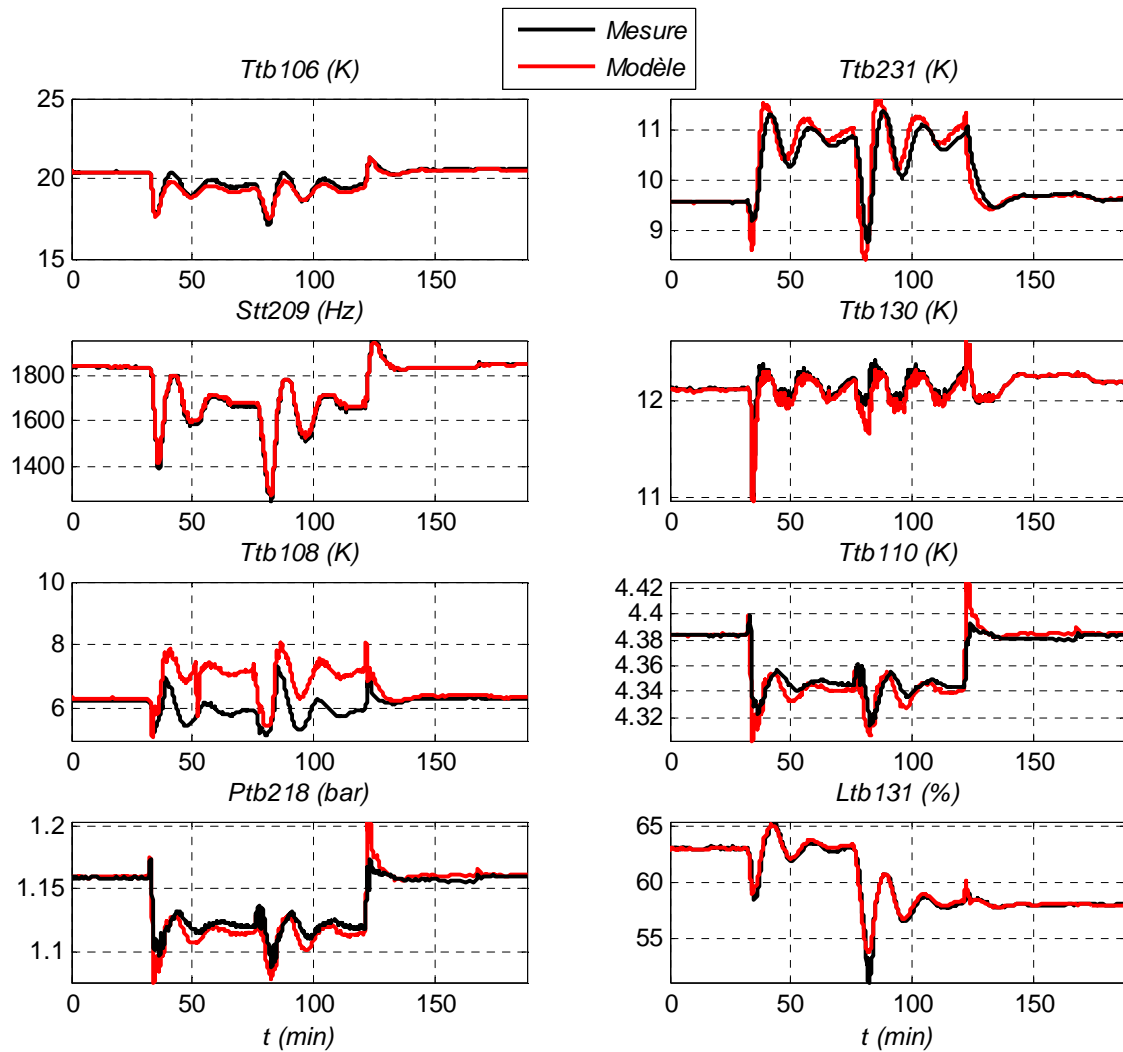 Mesure
Modèle
Ttb106 (K)
25
20
15
0 50 100 150
Ttb231 (K)
11
10
9
0 50 100 150
Stt209 (Hz)
1800
1600
1400
0 50 100 150
Ttb130 (K)
12
11
0 50 100 150
Ttb108 (K)
10
8
6
0 50 100 150
Ttb110 (K)
4.42
4.4
4.38
4.36
4.34
4.32
0 50 100 150
Ptb218 (bar)
1.2
1.15
1.1
0 50 100 150
t (min)
Ltb131 (%)
65
60
55
0 50 100 150
t (min)